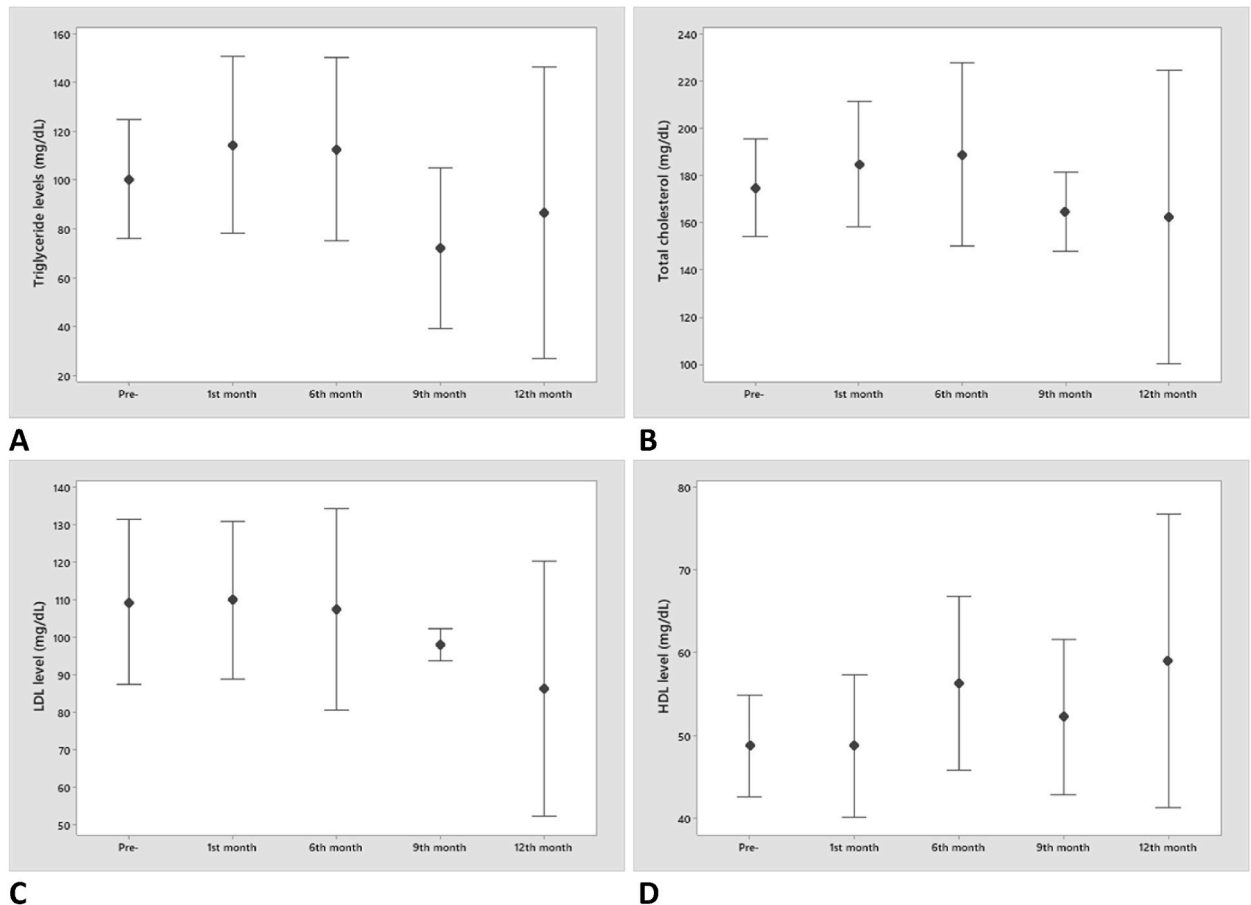 Triglyceride levels (mg/dL)
160
140
120
100
80
60
40
20
Pre- 1st month 6th month 9th month 12th month
A
Total cholesterol (mg/dL)
240
220
200
180
160
140
120
100
Pre- 1st month 6th month 9th month 12th month
B
LDL level (mg/dL)
140
130
120
110
100
90
80
70
60
50
Pre- 1st month 6th month 9th month 12th month
C
HDL level (mg/dL)
80
70
60
50
40
Pre- 1st month 6th month 9th month 12th month
D